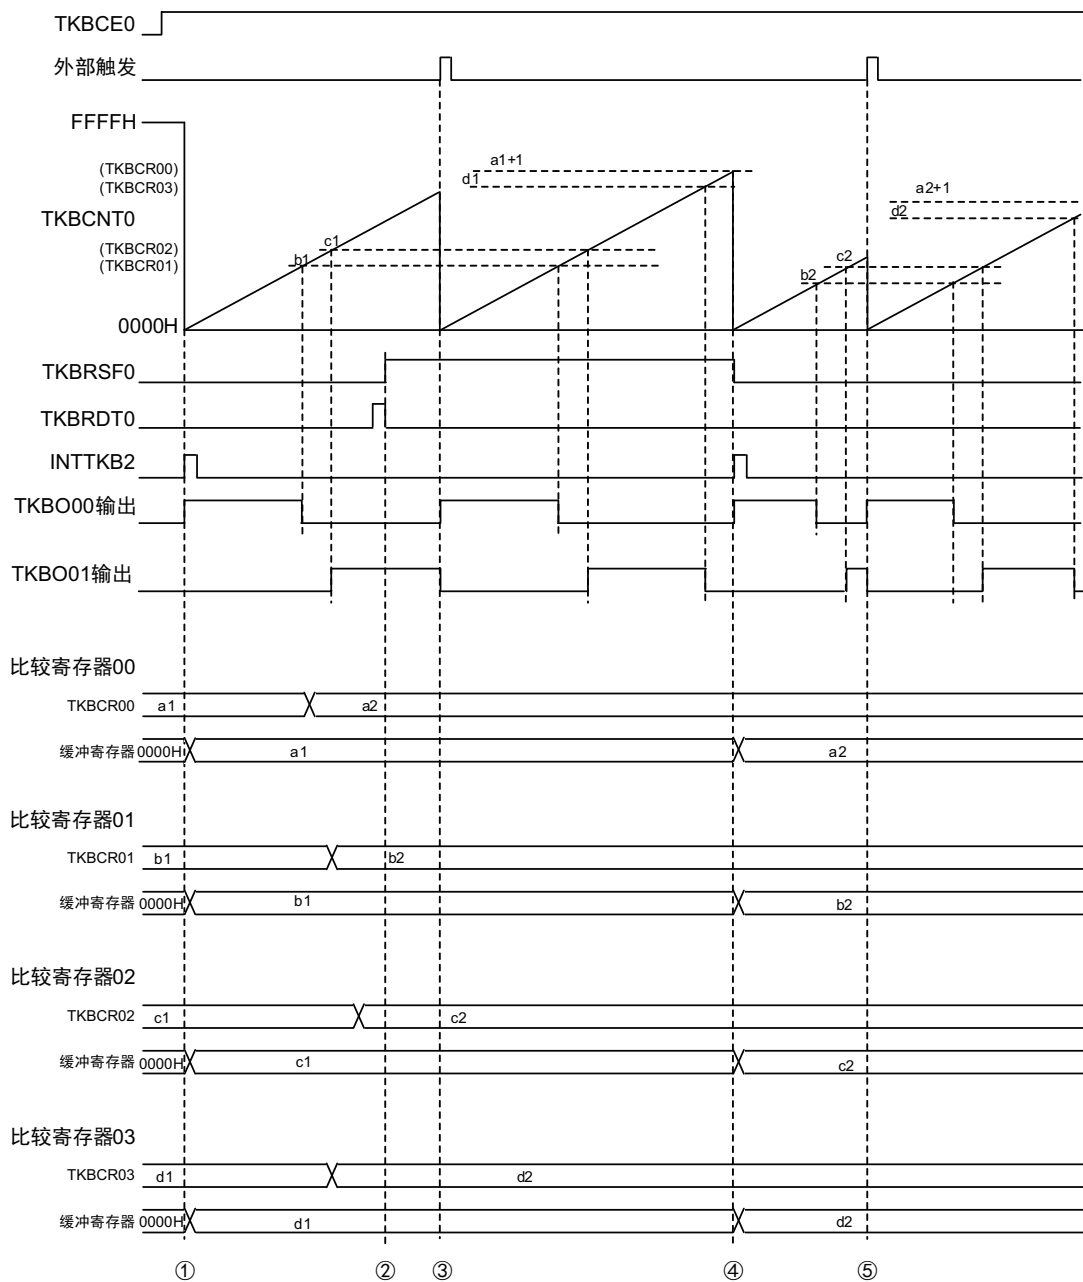 TKBCE0
外部触发
FFFFH
(TKBCR00)
a1+1
(TKBCR03)
d1
a2+1
TKBCNT0
d2
c1
(TKBCR02)
b1
(TKBCR01)
c2
b2
0000H
TKBRSF0
TKBRDT0
INTTKB2
TKBO00输出
TKBO01输出
比较寄存器00
TKBCR00 a1 a2
缓冲寄存器 0000H a1 a2
比较寄存器01
TKBCR01 b1 b2
缓冲寄存器 0000H b1 b2
比较寄存器02
TKBCR02 c1 c2
缓冲寄存器 0000H c1 c2
比较寄存器03
TKBCR03 d1 d2
缓冲寄存器 0000H d1 d2
① ② ③ ④ ⑤